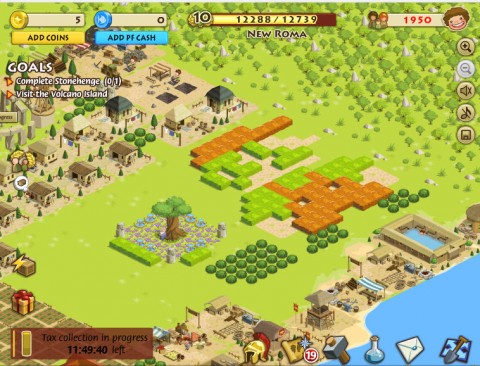 5
0
10
12288 / 12739
1950
ADD COINS
ADD PF CASH
NEW ROMA
GOALS
Complete Stonehenge (0/1)
Visit the Volcano Island
Tax collection in progress
11:49:40 left
19